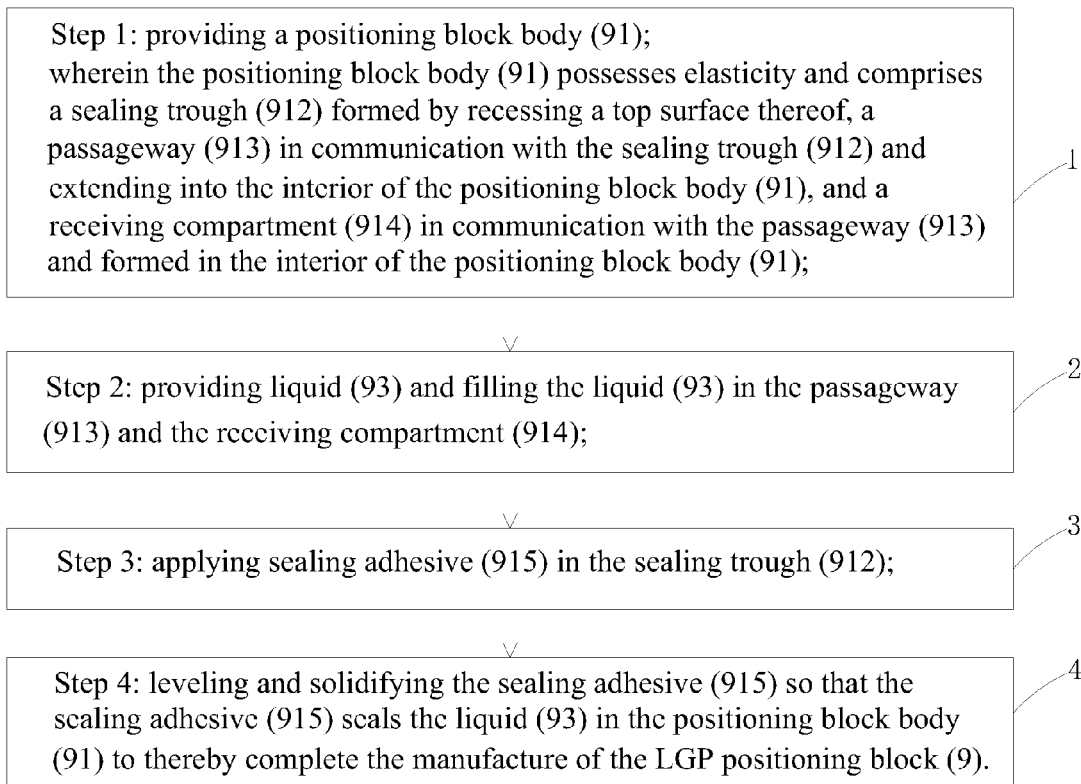 Step 1: providing a positioning block body (91);
wherein the positioning block body (91) possesses elasticity and comprises
a sealing trough (912) formed by recessing a top surface thereof, a
passageway (913) in communication with the sealing trough (912) and
extending into the interior of the positioning block body (91), and a
receiving compartment (914) in communication with the passageway (913)
and formed in the interior of the positioning block body (91);
1
Step 2: providing liquid (93) and filling the liquid (93) in the passageway
(913) and the receiving compartment (914);
2
Step 3: applying sealing adhesive (915) in the sealing trough (912);
3
Step 4: leveling and solidifying the sealing adhesive (915) so that the
sealing adhesive (915) seals the liquid (93) in the positioning block body
(91) to thereby complete the manufacture of the LGP positioning block (9).
4